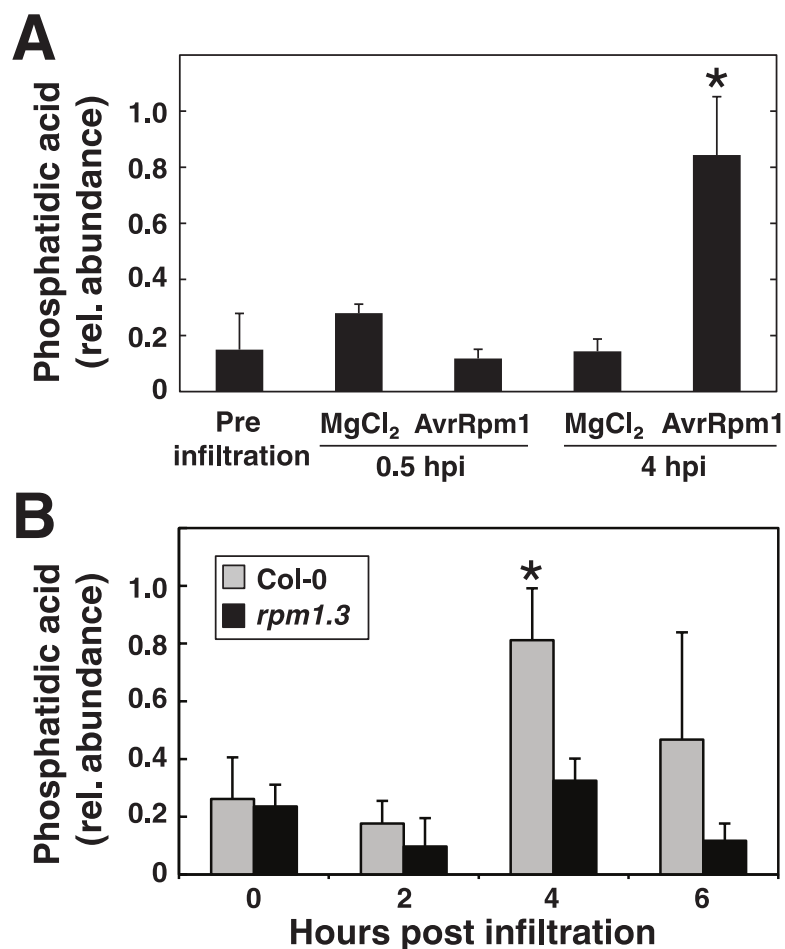 A
Phosphatidic acid
(rel. abundance)
1.0
0.8
0.6
0.4
0.2
0
*
Pre
infiltration
MgCl₂ AvrRpm1
0.5 hpi
MgCl₂ AvrRpm1
4 hpi
B
Phosphatidic acid
(rel. abundance)
1.0
0.8
0.6
0.4
0.2
0
Col-0
rpm1.3
*
0 2 4 6
Hours post infiltration